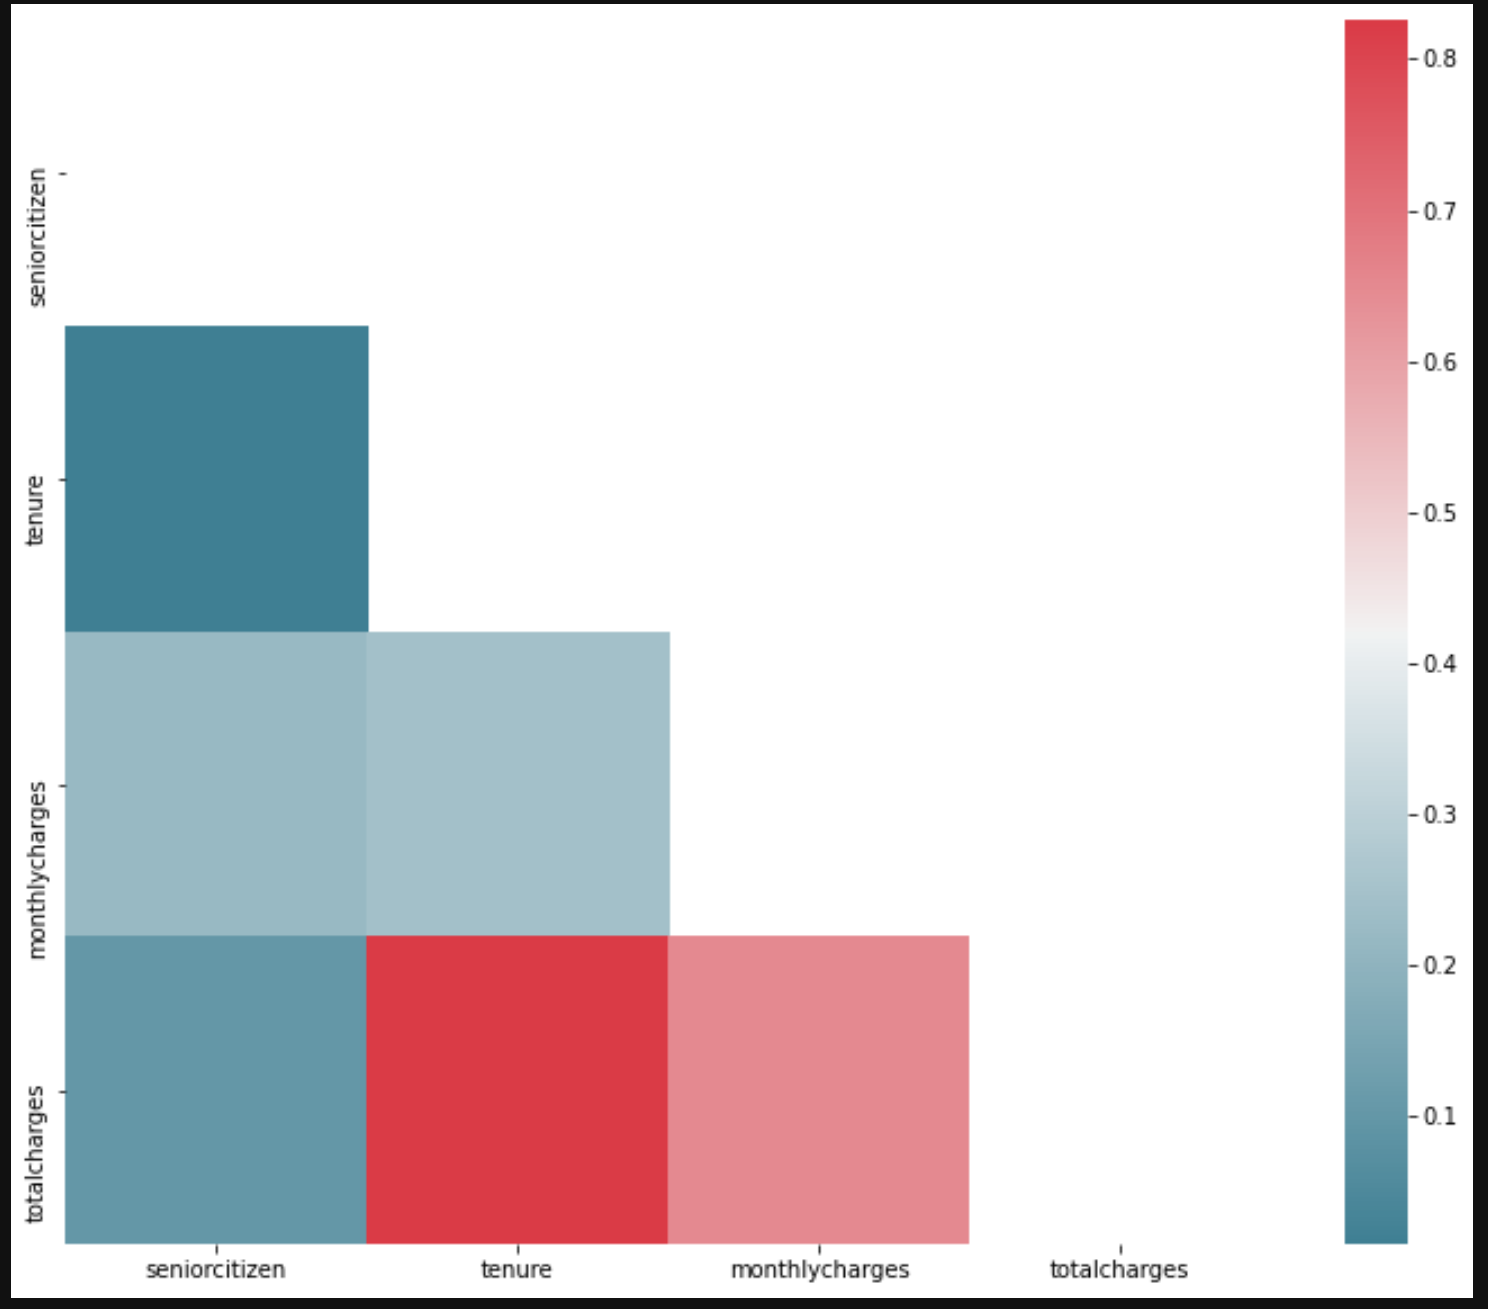 seniorcitizen
tenure
monthlycharges
totalcharges
seniorcitizen
tenure
monthlycharges
totalcharges
0.8
0.7
0.6
0.5
0.4
0.3
0.2
0.1